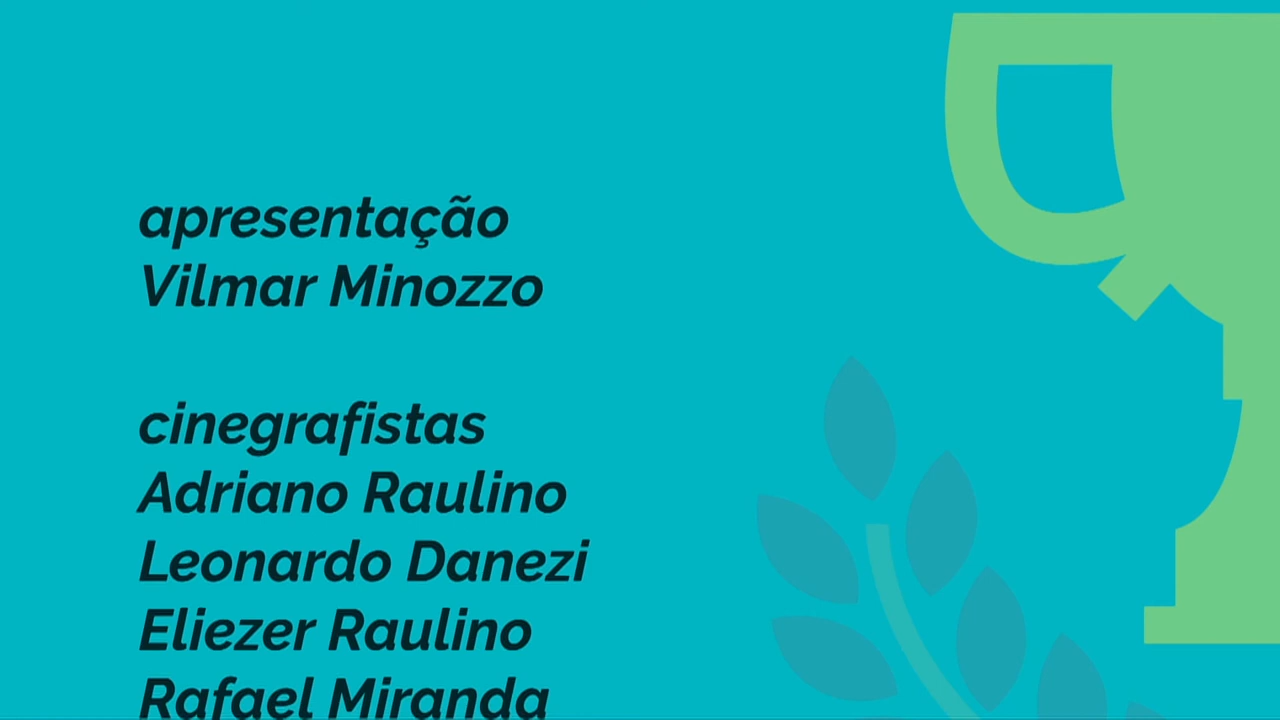 apresentação
Vilmar Minozzo
cinegrafistas
Adriano Raulino
Leonardo Danezi
Eliezer Raulino
Rafael Miranda